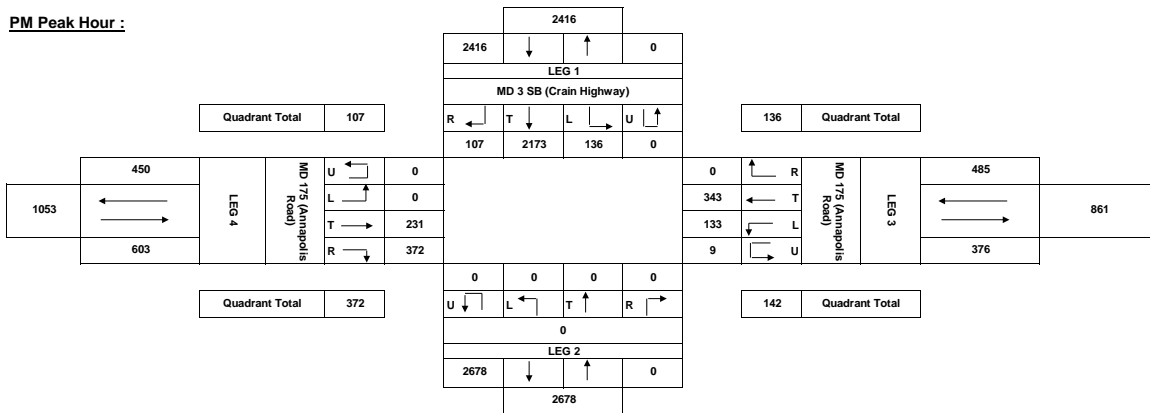 PM Peak Hour :
2416
2416 0
LEG 1
MD 3 SB (Crain Highway)
Quadrant Total 107
R T L U
Quadrant Total 136
107 2173 136 0
450
LEG 4
MD 175 (Annapolis Road)
U 0
L 0
T 231
R 372
1053
603
0 R
343 T
133 L
9 U
MD 175 (Annapolis Road)
LEG 3
485
861
376
0 0 0 0
Quadrant Total 372
U L T R
142 Quadrant Total
0
LEG 2
2678 0
2678